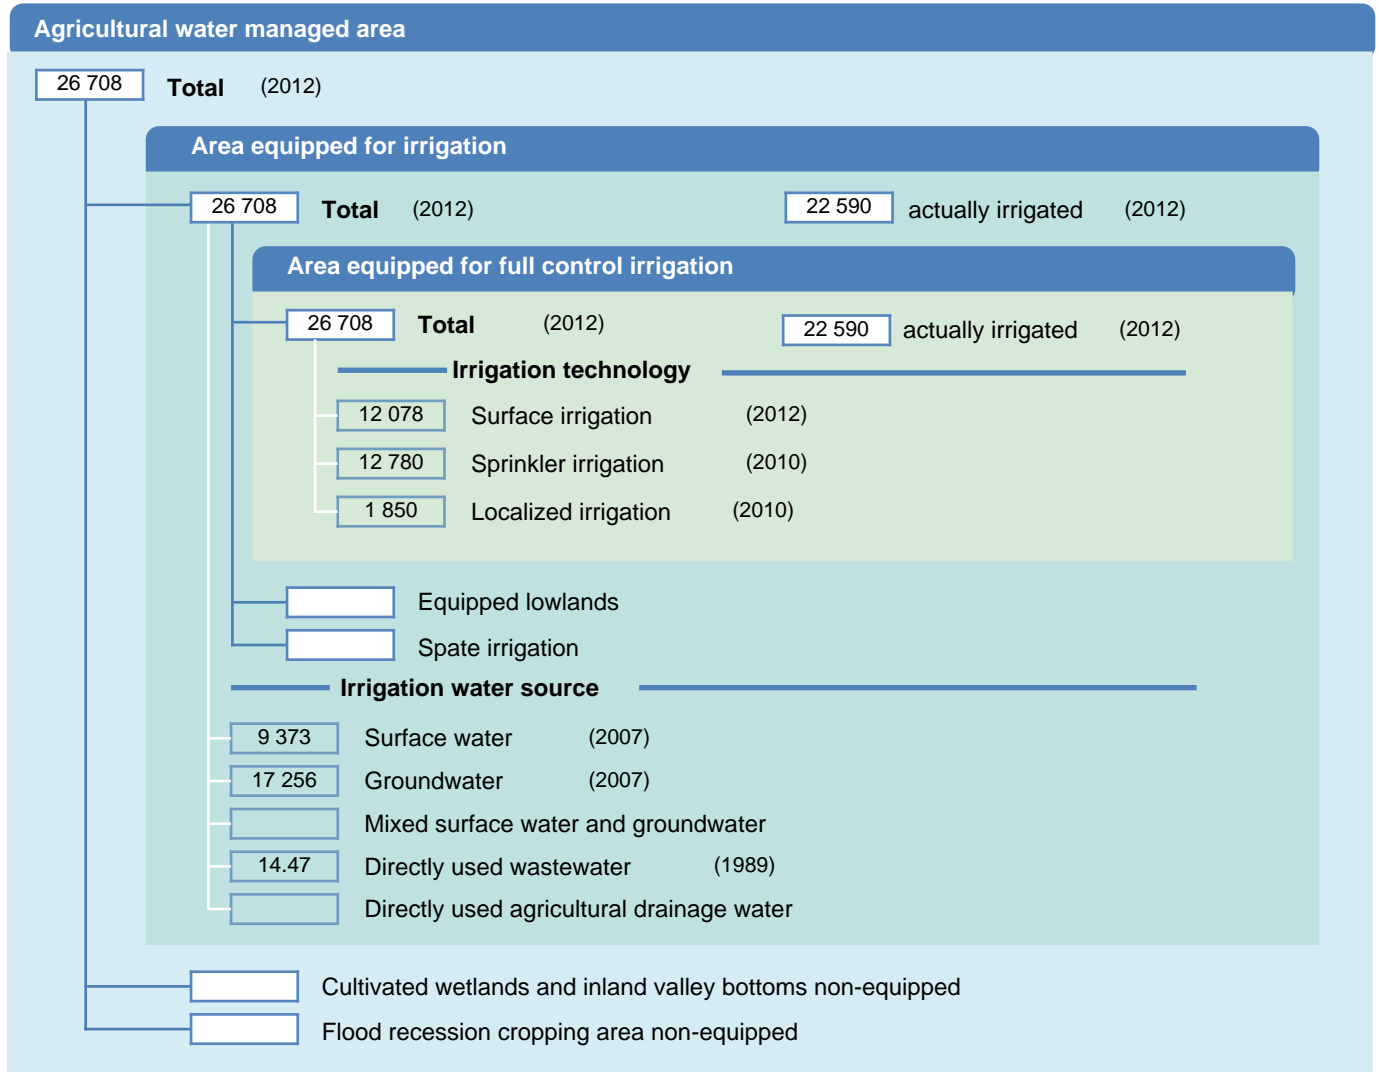 Agricultural water managed area
26 708 Total (2012)
Area equipped for irrigation
26 708 Total (2012) 22 590 actually irrigated (2012)
Area equipped for full control irrigation
26 708 Total (2012) 22 590 actually irrigated (2012)
Irrigation technology
12 078 Surface irrigation (2012)
12 780 Sprinkler irrigation (2010)
1 850 Localized irrigation (2010)
Equipped lowlands
Spate irrigation
Irrigation water source
9 373 Surface water (2007)
17 256 Groundwater (2007)
Mixed surface water and groundwater
14.47 Directly used wastewater (1989)
Directly used agricultural drainage water
Cultivated wetlands and inland valley bottoms non-equipped
Flood recession cropping area non-equipped